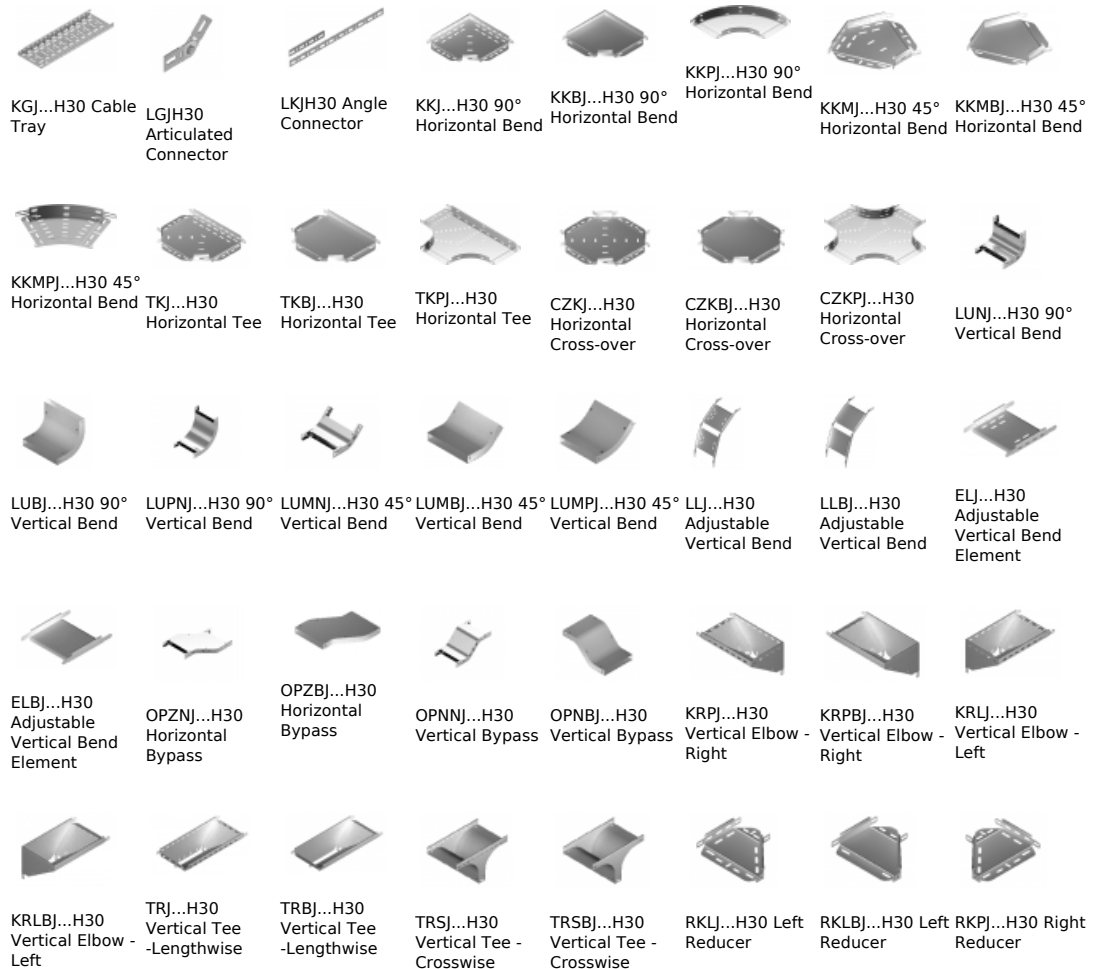 KGJ...H30 Cable
Tray
LGJH30
Articulated
Connector
LKJH30 Angle
Connector
KKJ...H30 90°
Horizontal Bend
KKBJ...H30 90°
Horizontal Bend
KKPJ...H30 90°
Horizontal Bend
KKMJ...H30 45°
Horizontal Bend
KKMBJ...H30 45°
Horizontal Bend
KKMPJ...H30 45°
Horizontal Bend
TKJ...H30
Horizontal Tee
TKBJ...H30
Horizontal Tee
TKPJ...H30
Horizontal Tee
CZKJ...H30
Horizontal
Cross-over
CZKBJ...H30
Horizontal
Cross-over
CZKPJ...H30
Horizontal
Cross-over
LUNJ...H30 90°
Vertical Bend
LUBJ...H30 90°
Vertical Bend
LUPNJ...H30 90°
Vertical Bend
LUMNJ...H30 45°
Vertical Bend
LUMBJ...H30 45°
Vertical Bend
LUMPJ...H30 45°
Vertical Bend
LLJ...H30
Adjustable
Vertical Bend
LLBJ...H30
Adjustable
Vertical Bend
ELJ...H30
Adjustable
Vertical Bend
Element
ELBJ...H30
Adjustable
Vertical Bend
Element
OPZNJ...H30
Horizontal
Bypass
OPZBJ...H30
Horizontal
Bypass
OPNNJ...H30
Vertical Bypass
OPNBJ...H30
Vertical Bypass
KRPJ...H30
Vertical Elbow -
Right
KRPBJ...H30
Vertical Elbow -
Right
KRLJ...H30
Vertical Elbow -
Left
KRLBJ...H30
Vertical Elbow -
Left
TRJ...H30
Vertical Tee
-Lengthwise
TRBJ...H30
Vertical Tee
-Lengthwise
TRSJ...H30
Vertical Tee -
Crosswise
TRSBJ...H30
Vertical Tee -
Crosswise
RKLJ...H30 Left
Reducer
RKLBJ...H30 Left
Reducer
RKPJ...H30 Right
Reducer